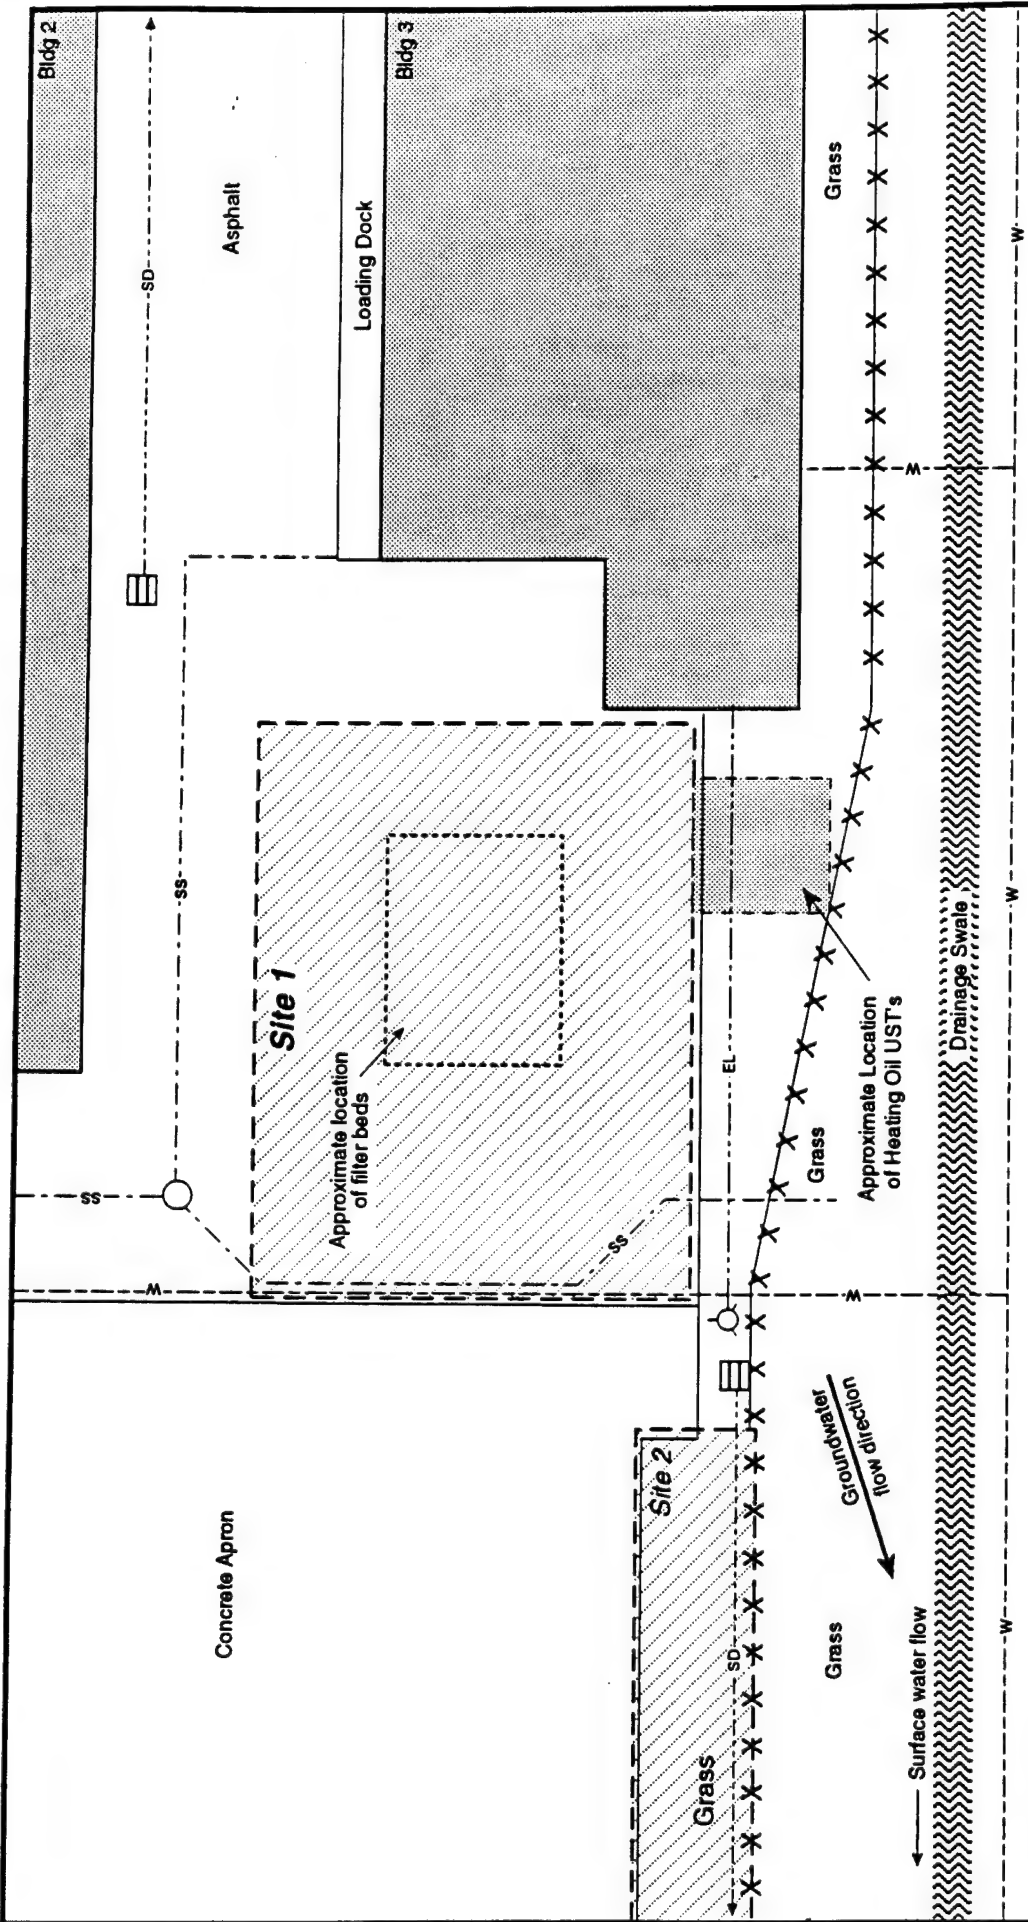 Bldg 2
SD
Asphalt
Loading Dock
Bldg 3
Grass
W
W
SS
SS
Site 1
Approximate location
of filter beds
SS
W
EL
Grass
Approximate Location
of Heating Oil UST's
Drainage Swale
W
W
Concrete Apron
Site 2
Grass
SD
Groundwater
flow direction
Grass
Surface water flow
W